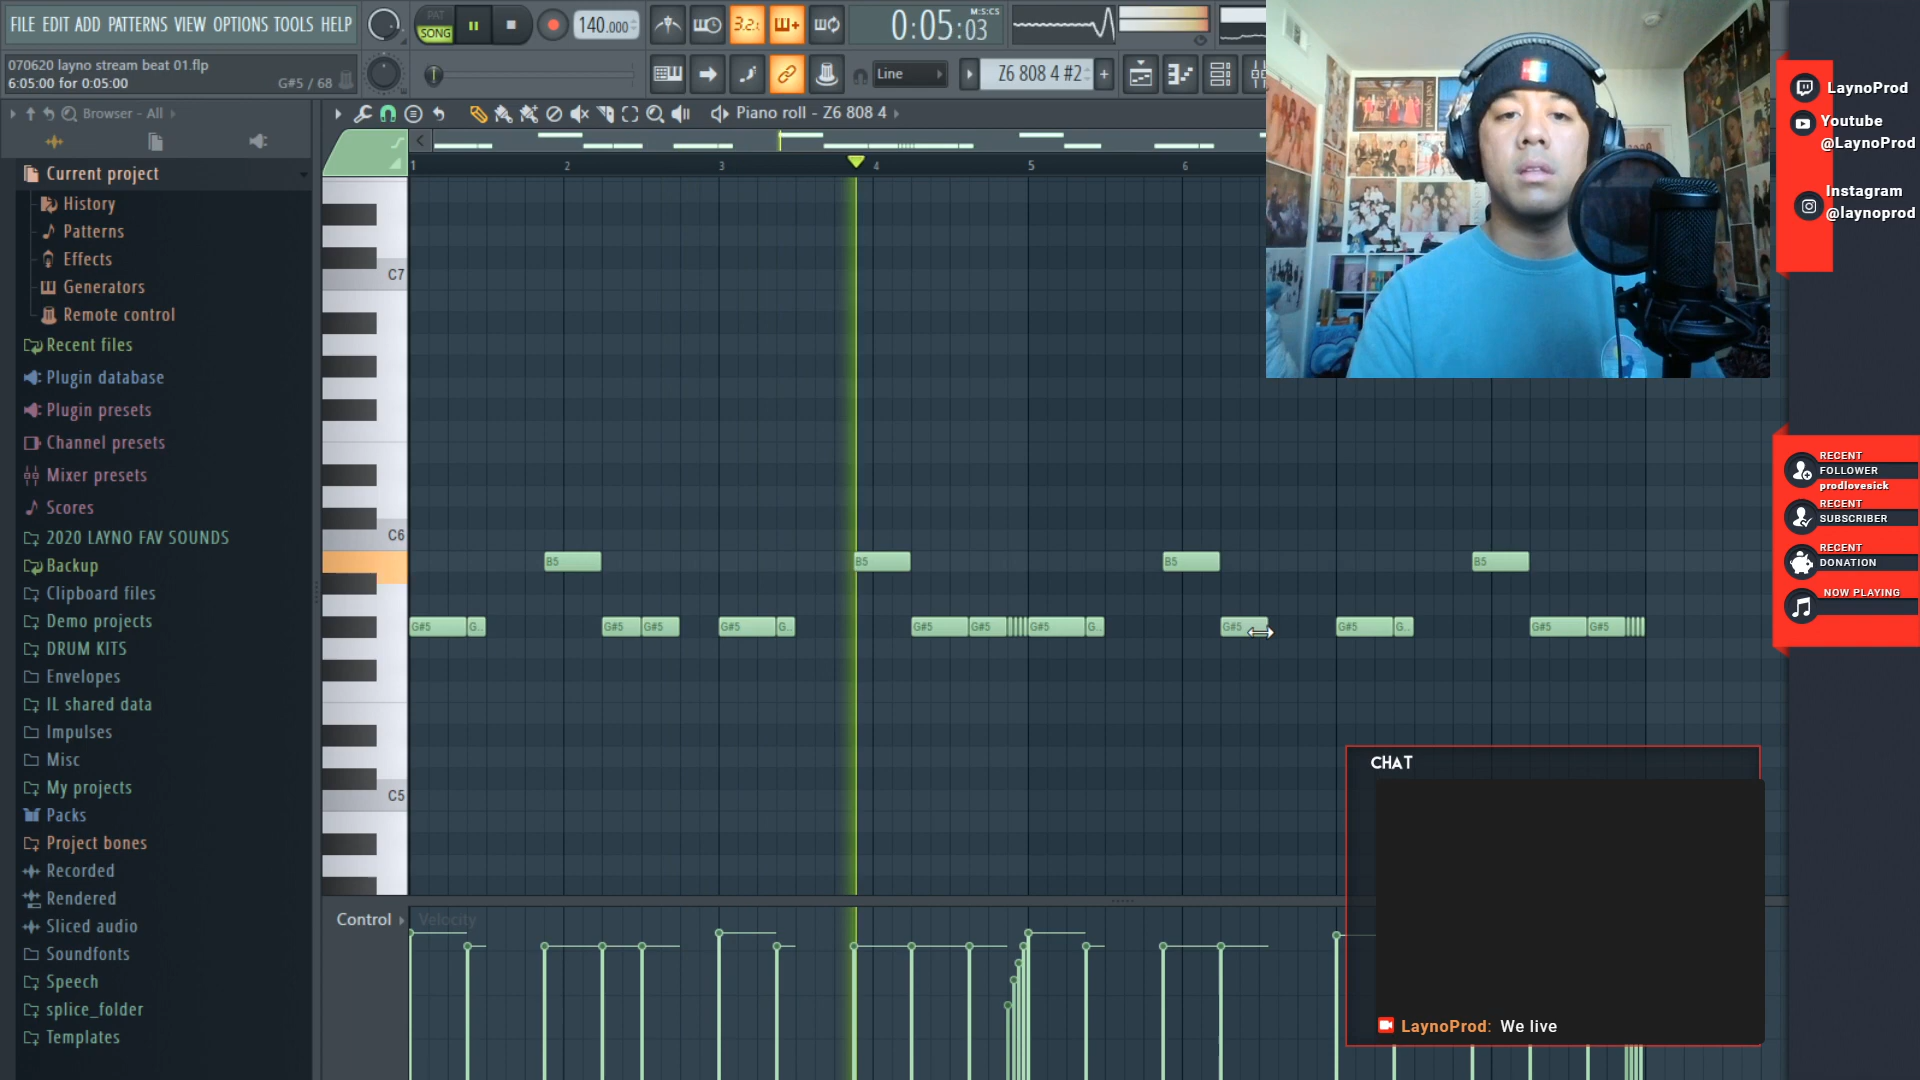 FILE EDIT ADD PATTERNS VIEW OPTIONS TOOLS HELP
070620 layno stream beat 01.flp
6:05:00 for 0:05:00
G#5 / 68
PAT
SONG
140.000
3.2.
0:05:03
M:S:CS
Line
Z6 808 4 #2
Browser - All
Piano roll - Z6 808 4
Current project
History
Patterns
Effects
Generators
Remote control
Recent files
Plugin database
Plugin presets
Channel presets
Mixer presets
Scores
2020 LAYNO FAV SOUNDS
Backup
Clipboard files
Demo projects
DRUM KITS
Envelopes
IL shared data
Impulses
Misc
My projects
Packs
Project bones
Recorded
Rendered
Sliced audio
Soundfonts
Speech
splice_folder
Templates
1 2 3 4 5 6
C7
C6
C5
B5 B5 B5 B5
G#5 G.. G#5 G#5 G#5 G.. G#5 G#5 G#5 G.. G#5 G#5 G.. G#5 G#5
Control
Velocity
LaynoProd
Youtube
@LaynoProd
Instagram
@laynoprod
RECENT
FOLLOWER
prodlovesick
RECENT
SUBSCRIBER
RECENT
DONATION
NOW PLAYING
CHAT
LaynoProd: We live